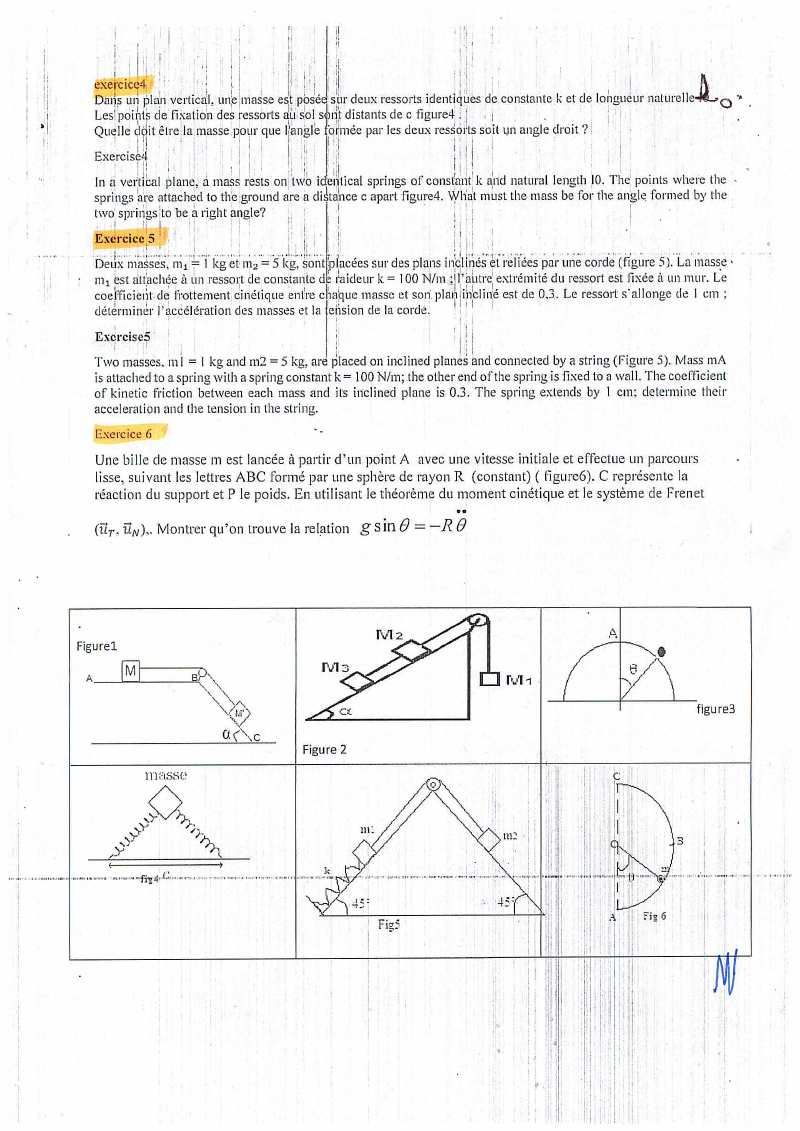 exercice4
Dans un plan vertical, une masse est posée sur deux ressorts identiques de constante k et de longueur naturelle l₀.
Les points de fixation des ressorts au sol sont distants de c figure4 .
Quelle doit être la masse pour que l'angle formée par les deux ressorts soit un angle droit ?
Exercise4
In a vertical plane, a mass rests on two identical springs of constant k and natural length l0. The points where the
springs are attached to the ground are a distance c apart figure4. What must the mass be for the angle formed by the
two springs to be a right angle?
Exercice 5
Deux masses, m₁ = 1 kg et m₂ = 5 kg, sont placées sur des plans inclinés et reliées par une corde (figure 5). La masse
m₁ est attachée à un ressort de constante de raideur k = 100 N/m ; l'autre extrémité du ressort est fixée à un mur. Le
coefficient de frottement cinétique entre chaque masse et son plan incliné est de 0,3. Le ressort s'allonge de 1 cm ;
déterminer l'accélération des masses et la tension de la corde.
Exercise5
Two masses, m1 = 1 kg and m2 = 5 kg, are placed on inclined planes and connected by a string (Figure 5). Mass mA
is attached to a spring with a spring constant k = 100 N/m; the other end of the spring is fixed to a wall. The coefficient
of kinetic friction between each mass and its inclined plane is 0.3. The spring extends by 1 cm; determine their
acceleration and the tension in the string.
Exercice 6
Une bille de masse m est lancée à partir d'un point A avec une vitesse initiale et effectue un parcours
lisse, suivant les lettres ABC formé par une sphère de rayon R (constant) ( figure6). C représente la
réaction du support et P le poids. En utilisant le théorème du moment cinétique et le système de Frenet
(u⃗_T, u⃗_N),. Montrer qu'on trouve la relation g sin θ = −R θ̈
Figure1
A
M
B
M'
α
C
M2
M3
M1
α
Figure 2
A
θ
figure3
masse
fig4 C
m1
m2
k
45°
45°
Fig5
C
O
B
m
θ
A
Fig 6